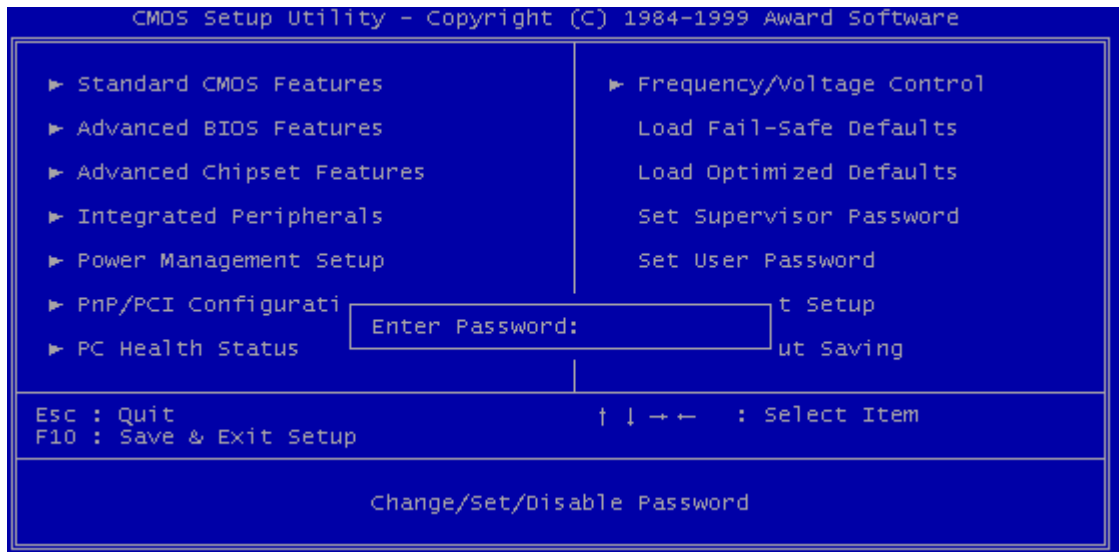 CMOS Setup Utility - Copyright (C) 1984-1999 Award Software
► Standard CMOS Features
► Advanced BIOS Features
► Advanced Chipset Features
► Integrated Peripherals
► Power Management Setup
► PnP/PCI Configurati
► PC Health Status
► Frequency/Voltage Control
Load Fail-Safe Defaults
Load Optimized Defaults
Set Supervisor Password
Set User Password
t Setup
ut Saving
Enter Password:
Esc : Quit
F10 : Save & Exit Setup
↑ ↓ → ← : Select Item
Change/Set/Disable Password